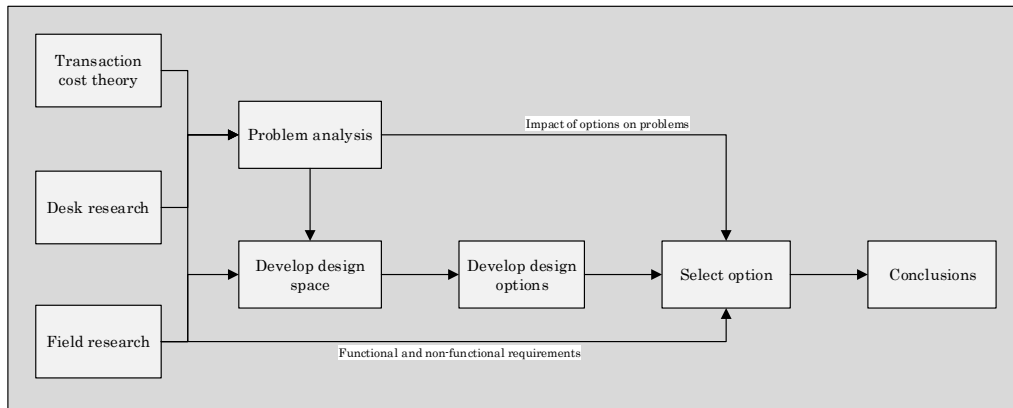 Transaction
cost theory
Problem analysis
Impact of options on problems
Desk research
Develop design
space
Develop design
options
Select option
Conclusions
Field research
Functional and non-functional requirements